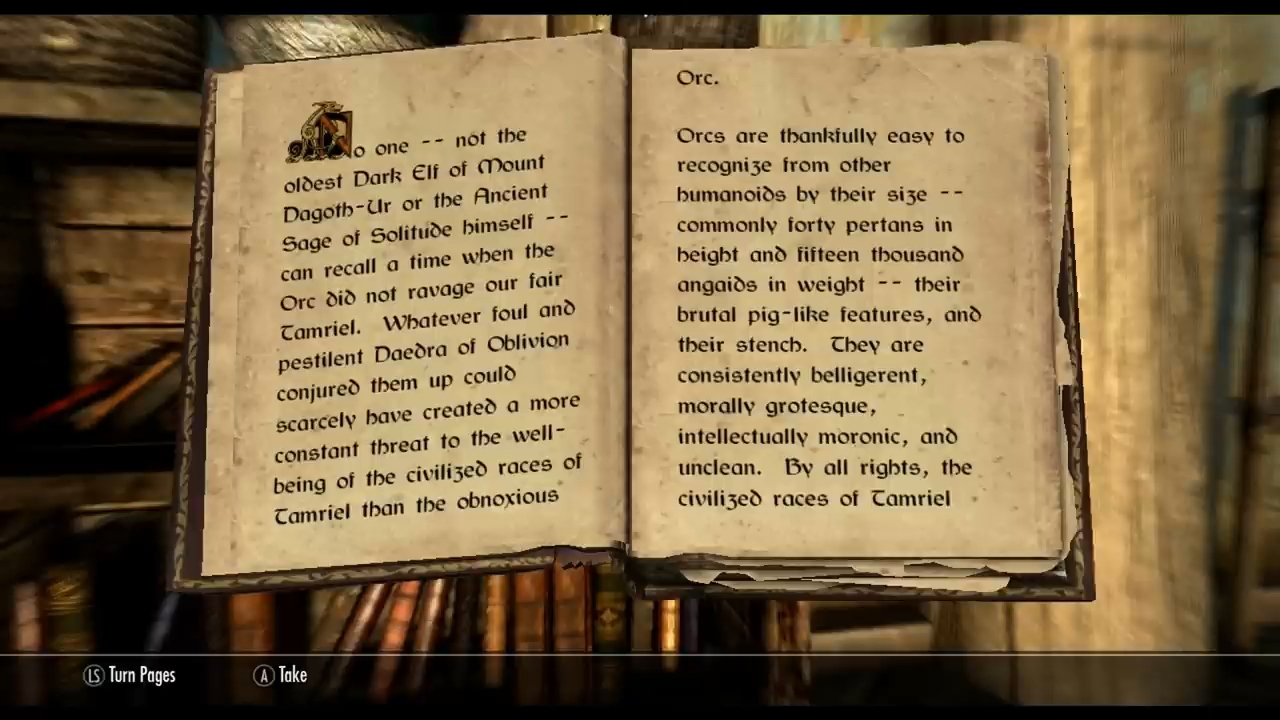 No one -- not the
oldest Dark Elf of Mount
Dagoth-Ur or the Ancient
Sage of Solitude himself --
can recall a time when the
Orc did not ravage our fair
Tamriel.  Whatever foul and
pestilent Daedra of Oblivion
conjured them up could
scarcely have created a more
constant threat to the well-
being of the civilized races of
Tamriel than the obnoxious
Orc.
Orcs are thankfully easy to
recognize from other
humanoids by their size --
commonly forty pertans in
height and fifteen thousand
angaids in weight -- their
brutal pig-like features, and
their stench.  They are
consistently belligerent,
morally grotesque,
intellectually moronic, and
unclean.  By all rights, the
civilized races of Tamriel
LS Turn Pages
A Take